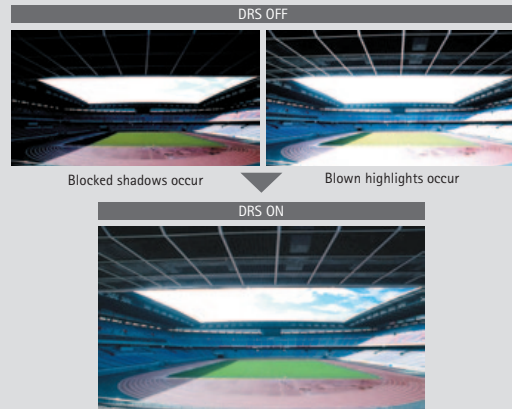 DRS OFF
Blocked shadows occur
Blown highlights occur
DRS ON